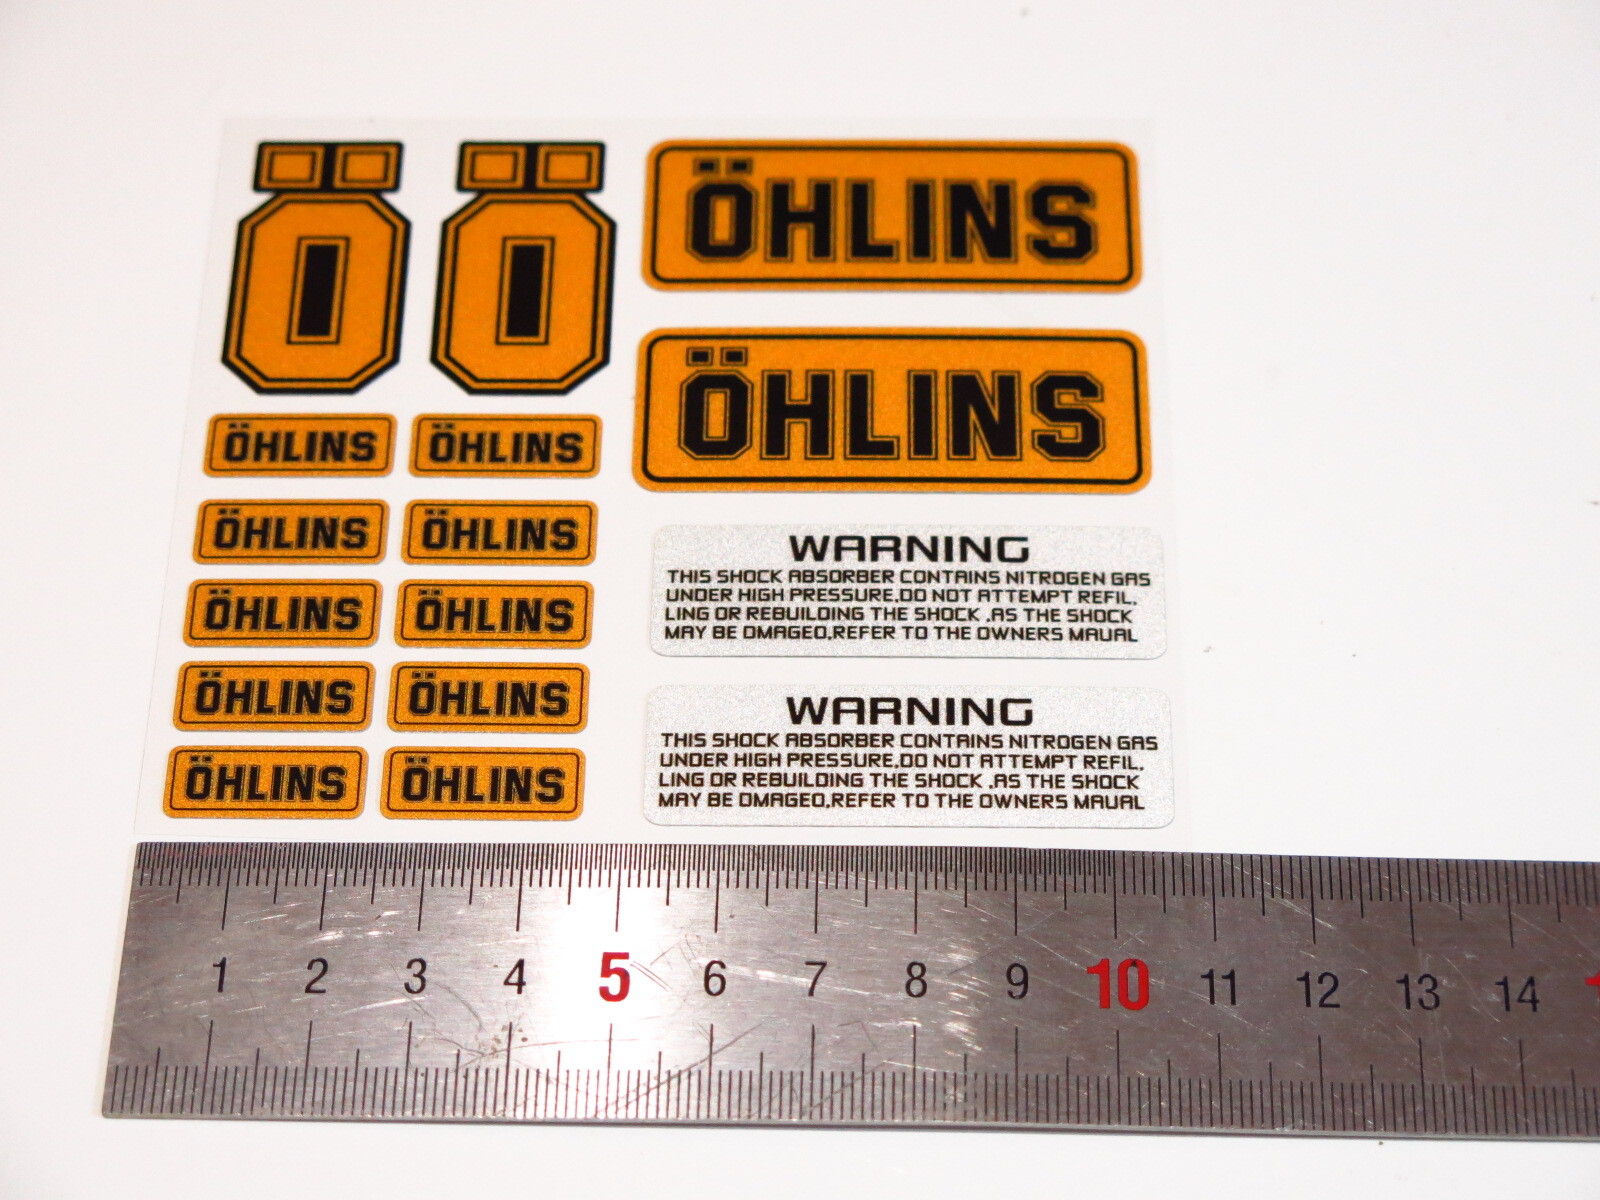 Ö Ö
ÖHLINS
ÖHLINS
ÖHLINS ÖHLINS
ÖHLINS ÖHLINS
ÖHLINS ÖHLINS
ÖHLINS ÖHLINS
ÖHLINS ÖHLINS
WARNING
THIS SHOCK ABSORBER CONTAINS NITROGEN GAS
UNDER HIGH PRESSURE,DO NOT ATTEMPT REFIL,
LING OR REBUILDING THE SHOCK .AS THE SHOCK
MAY BE DMAGED,REFER TO THE OWNERS MAUAL
WARNING
THIS SHOCK ABSORBER CONTAINS NITROGEN GAS
UNDER HIGH PRESSURE,DO NOT ATTEMPT REFIL,
LING OR REBUILDING THE SHOCK .AS THE SHOCK
MAY BE DMAGED,REFER TO THE OWNERS MAUAL
1 2 3 4 5 6 7 8 9 10 11 12 13 14